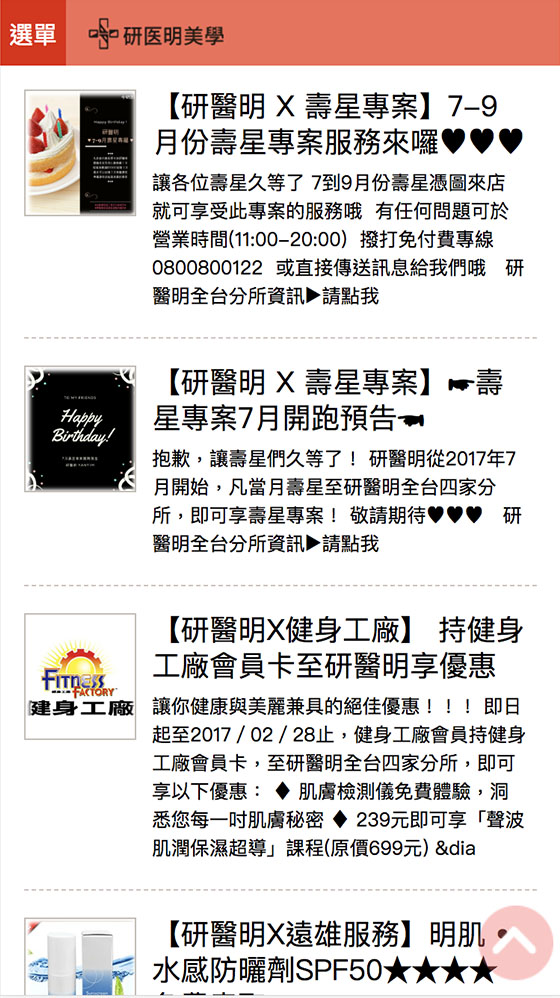 選單
研医明美學
【研醫明 X 壽星專案】7–9
月份壽星專案服務來囉♥♥♥
讓各位壽星久等了 7到9月份壽星憑圖來店
就可享受此專案的服務哦 有任何問題可於
營業時間(11:00–20:00) 撥打免付費專線
0800800122 或直接傳送訊息給我們哦 研
醫明全台分所資訊▶請點我
Happy Birthday!
【研醫明 X 壽星專案】☛壽
星專案7月開跑預告☚
抱歉，讓壽星們久等了！ 研醫明從2017年7
月開始，凡當月壽星至研醫明全台四家分
所，即可享壽星專案！ 敬請期待♥♥♥ 研
醫明全台分所資訊▶請點我
TO MY FRIENDS
Happy
Birthday!
【研醫明X健身工廠】 持健身
工廠會員卡至研醫明享優惠
讓你健康與美麗兼具的絕佳優惠！！！ 即日
起至2017 / 02 / 28止，健身工廠會員持健身
工廠會員卡，至研醫明全台四家分所，即可
享以下優惠： ♦ 肌膚檢測儀免費體驗，洞
悉您每一吋肌膚秘密 ♦ 239元即可享「聲波
肌潤保濕超導」課程(原價699元) &dia
FITNESS
FACTORY
健身工廠
【研醫明X遠雄服務】明肌・
水感防曬劑SPF50★★★★